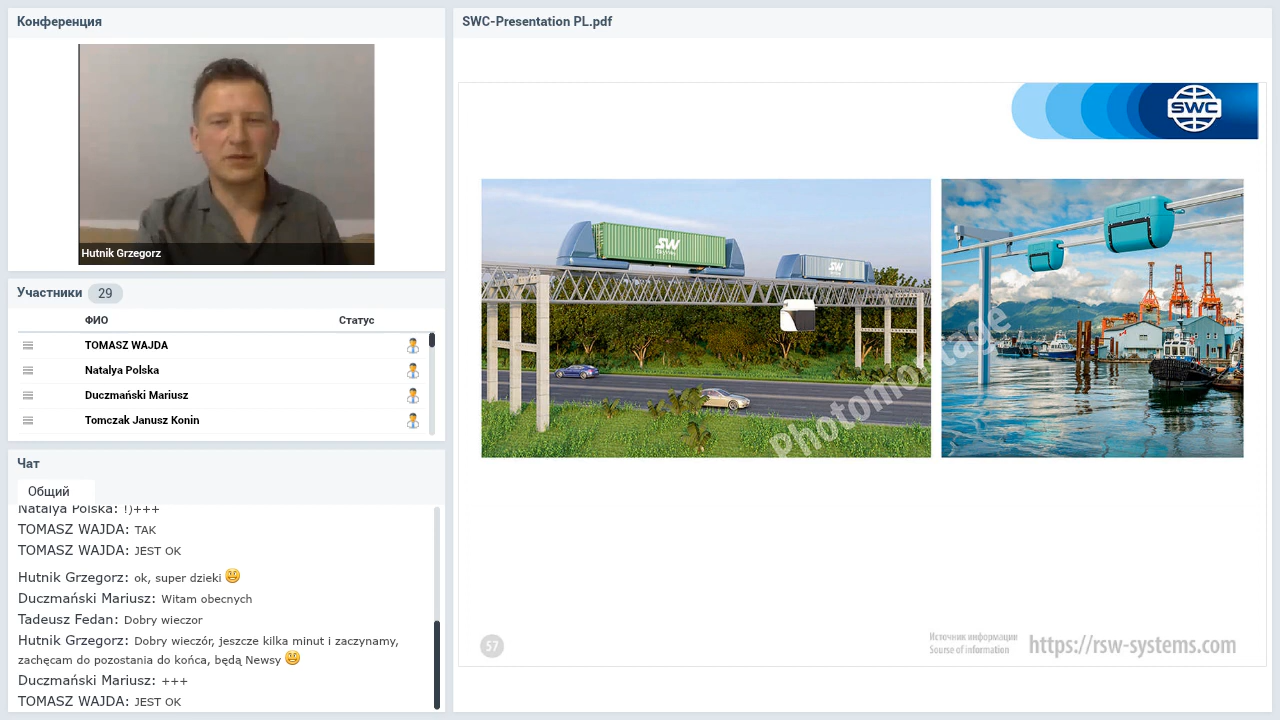 Конференция
Hutnik Grzegorz
Участники 29
ФИО Статус
TOMASZ WAJDA
Natalya Polska
Duczmański Mariusz
Tomczak Janusz Konin
Чат
Общий
Natalya Polska: !)+++
TOMASZ WAJDA: TAK
TOMASZ WAJDA: JEST OK
Hutnik Grzegorz: ok, super dzieki
Duczmański Mariusz: Witam obecnych
Tadeusz Fedan: Dobry wieczor
Hutnik Grzegorz: Dobry wieczór, jeszcze kilka minut i zaczynamy,
zachęcam do pozostania do końca, będą Newsy
Duczmański Mariusz: +++
TOMASZ WAJDA: JEST OK
SWC-Presentation PL.pdf
SWC
SW
SW
Photomontage
57
Источник информации
Sourse of information
https://rsw-systems.com